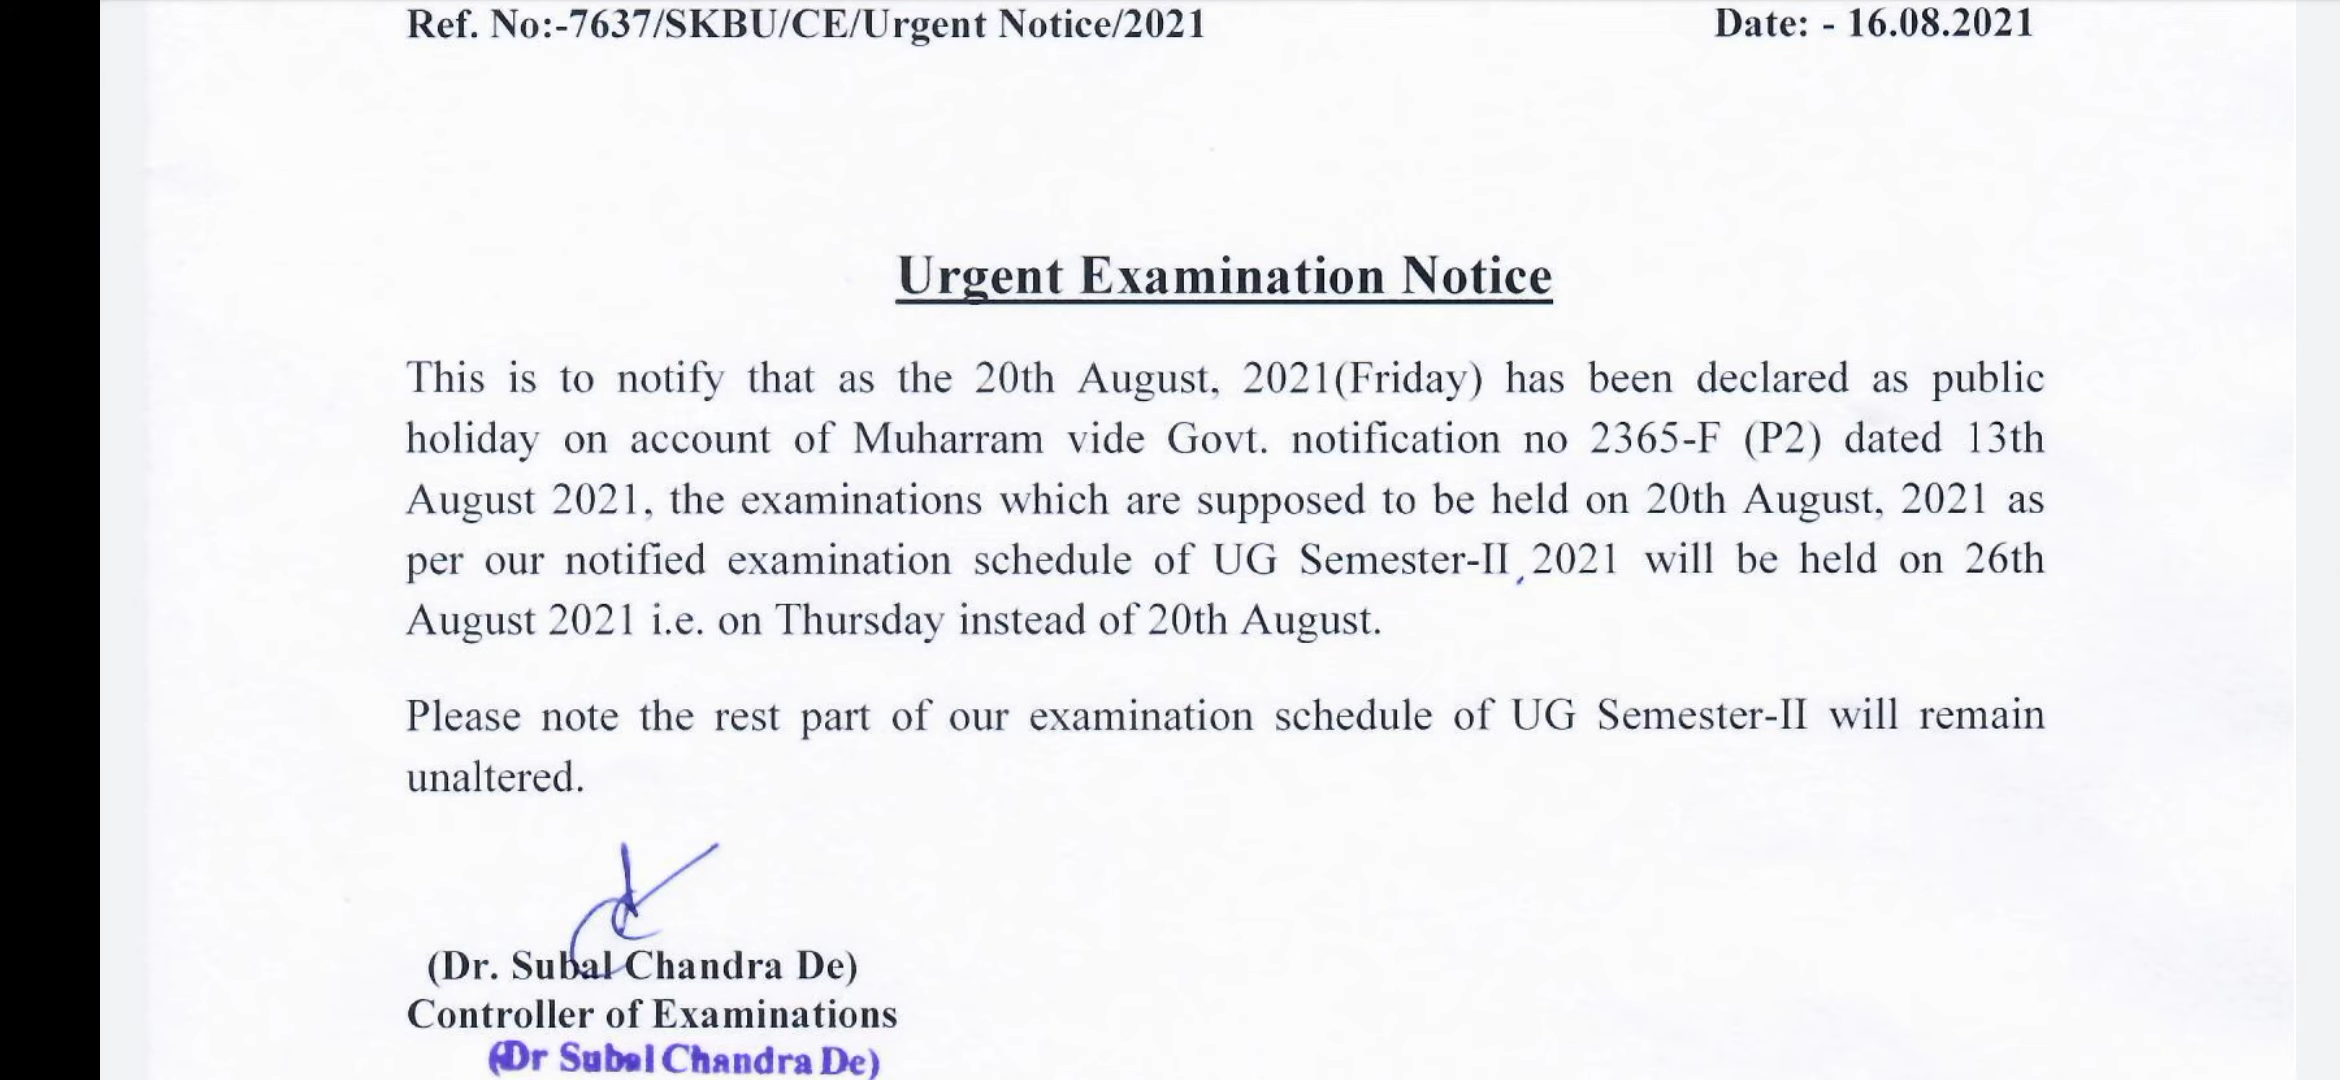 Ref. No:-7637/SKBU/CE/Urgent Notice/2021 Date: - 16.08.2021
Urgent Examination Notice
This is to notify that as the 20th August, 2021(Friday) has been declared as public
holiday on account of Muharram vide Govt. notification no 2365-F (P2) dated 13th
August 2021, the examinations which are supposed to be held on 20th August, 2021 as
per our notified examination schedule of UG Semester-II, 2021 will be held on 26th
August 2021 i.e. on Thursday instead of 20th August.
Please note the rest part of our examination schedule of UG Semester-II will remain
unaltered.
(Dr. Subal Chandra De)
Controller of Examinations
(Dr Subal Chandra De)